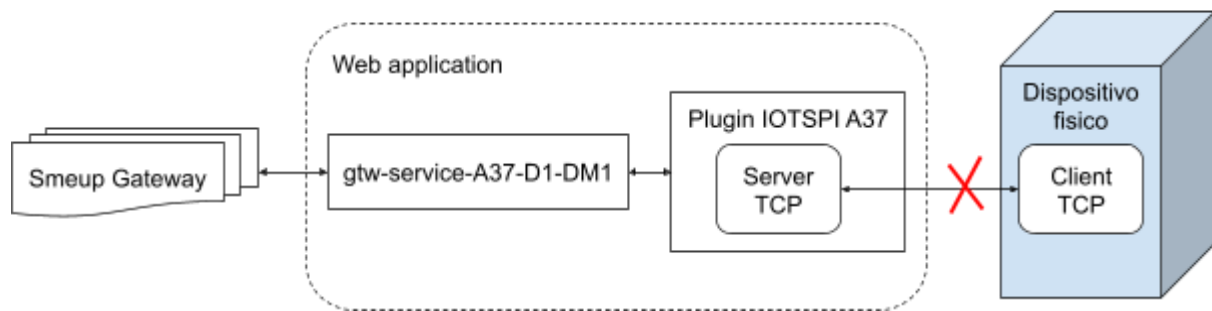 Web application
Smeup Gateway
gtw-service-A37-D1-DM1
Plugin IOTSPI A37
Server
TCP
Dispositivo
fisico
Client
TCP